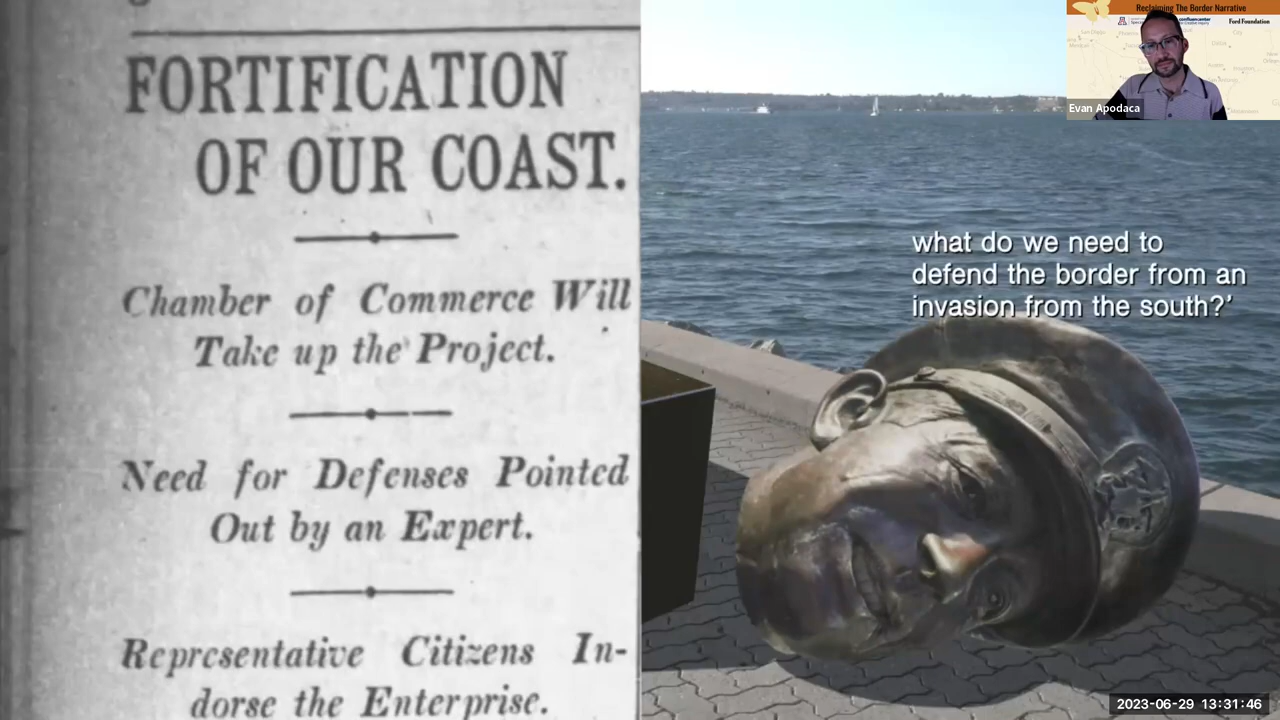 FORTIFICATION
OF OUR COAST.
Chamber of Commerce Will
Take up the Project.
Need for Defenses Pointed
Out by an Expert.
Representative Citizens In-
dorse the Enterprise.
what do we need to
defend the border from an
invasion from the south?'
Reclaiming The Border Narrative
confluencenter
Ford Foundation
Evan Apodaca
2023-06-29 13:31:46